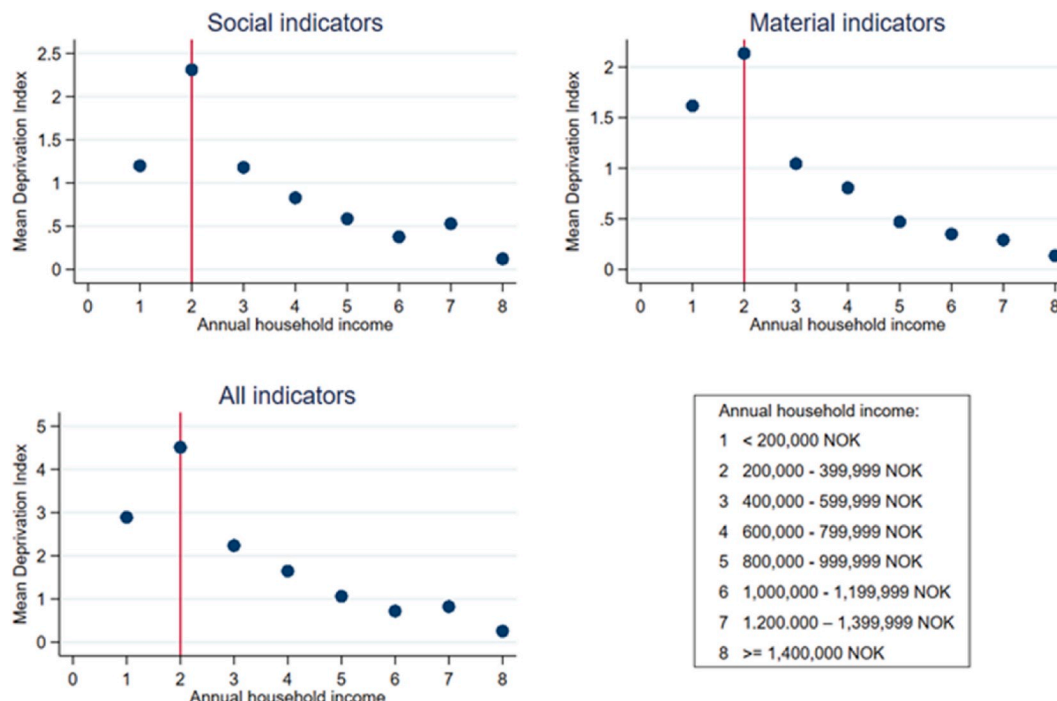 Social indicators
Mean Deprivation Index
2.5
2
1.5
1
.5
0
0 1 2 3 4 5 6 7 8
Annual household income
Material indicators
Mean Deprivation Index
2
1.5
1
.5
0
0 1 2 3 4 5 6 7 8
Annual household income
All indicators
Mean Deprivation Index
5
4
3
2
1
0
0 1 2 3 4 5 6 7 8
Annual household income
Annual household income:
1 < 200,000 NOK
2 200,000 - 399,999 NOK
3 400,000 - 599,999 NOK
4 600,000 - 799,999 NOK
5 800,000 - 999,999 NOK
6 1,000,000 - 1,199,999 NOK
7 1.200.000 – 1,399,999 NOK
8 >= 1,400,000 NOK